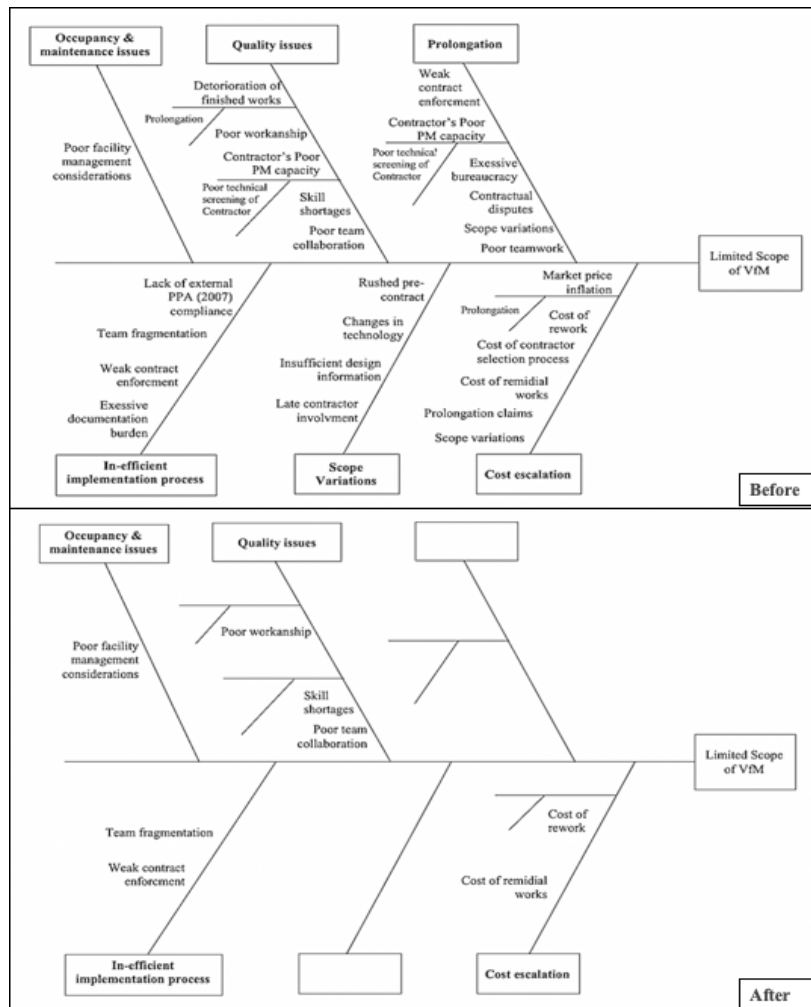 Occupancy &
maintenance issues
Quality issues
Prolongation
Deterioration of
finished works
Prolongation
Poor workanship
Contractor's Poor
PM capacity
Poor technical
screening of
Contractor
Skill
shortages
Poor team
collaboration
Poor facility
management
considerations
Weak
contract
enforcement
Contractor's Poor
PM capacity
Poor technical
screening of
Contractor
Exessive
bureaucracy
Contractual
disputes
Scope variations
Poor teamwork
Limited Scope
of VfM
Lack of external
PPA (2007)
compliance
Team fragmentation
Weak contract
enforcement
Exessive
documentation
burden
In-efficient
implementation process
Rushed pre-
contract
Changes in
technology
Insufficient design
information
Late contractor
involvment
Scope
Variations
Market price
inflation
Prolongation
Cost of
rework
Cost of contractor
selection process
Cost of remidial
works
Prolongation claims
Scope variations
Cost escalation
Before
Occupancy &
maintenance issues
Quality issues
Poor workanship
Poor facility
management
considerations
Skill
shortages
Poor team
collaboration
Limited Scope
of VfM
Team fragmentation
Weak contract
enforcement
In-efficient
implementation process
Cost of
rework
Cost of remidial
works
Cost escalation
After